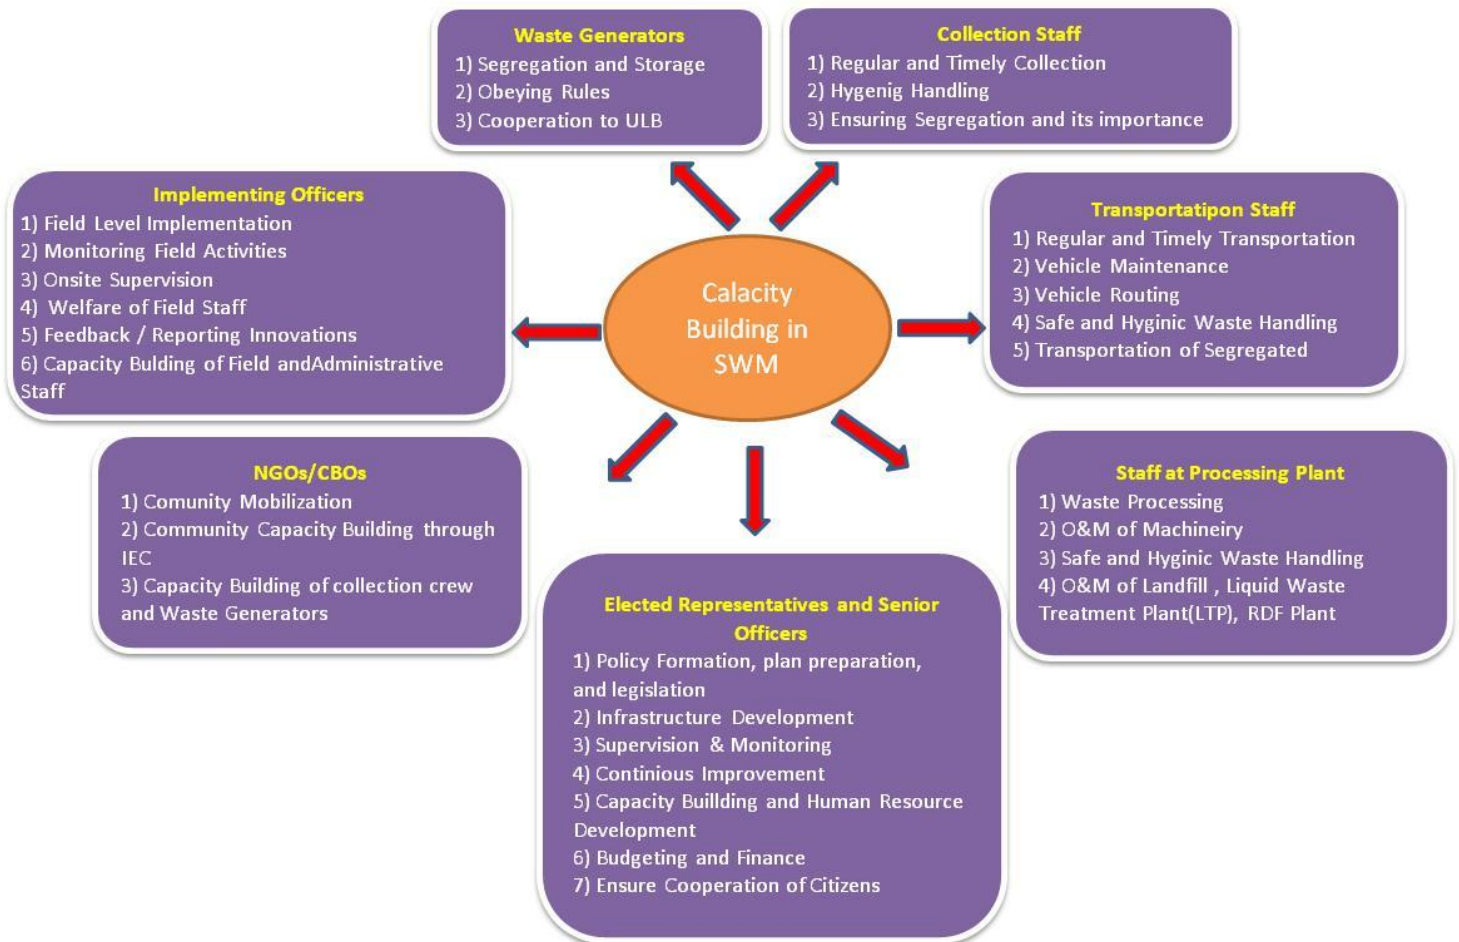 Waste Generators
1) Segregation and Storage
2) Obeying Rules
3) Cooperation to ULB
Collection Staff
1) Regular and Timely Collection
2) Hygenig Handling
3) Ensuring Segregation and its importance
Implementing Officers
1) Field Level Implementation
2) Monitoring Field Activities
3) Onsite Supervision
4) Welfare of Field Staff
5) Feedback / Reporting Innovations
6) Capacity Bulding of Field andAdministrative
Staff
Calacity
Building in
SWM
Transportatipon Staff
1) Regular and Timely Transportation
2) Vehicle Maintenance
3) Vehicle Routing
4) Safe and Hyginic Waste Handling
5) Transportation of Segregated
NGOs/CBOs
1) Comunity Mobilization
2) Community Capacity Building through
IEC
3) Capacity Building of collection crew
and Waste Generators
Elected Representatives and Senior
Officers
1) Policy Formation, plan preparation,
and legislation
2) Infrastructure Development
3) Supervision & Monitoring
4) Continious Improvement
5) Capacity Buillding and Human Resource
Development
6) Budgeting and Finance
7) Ensure Cooperation of Citizens
Staff at Processing Plant
1) Waste Processing
2) O&M of Machineiry
3) Safe and Hyginic Waste Handling
4) O&M of Landfill , Liquid Waste
Treatment Plant(LTP), RDF Plant